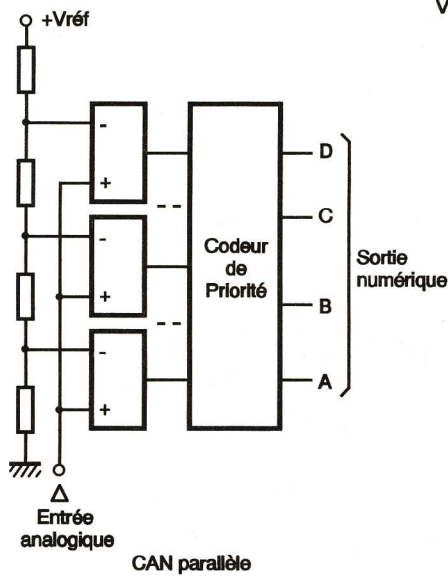 +Vréf
V
-
+
-
+
-
+
Codeur
de
Priorité
D
C
B
A
Sortie
numérique
Entrée
analogique
CAN parallèle